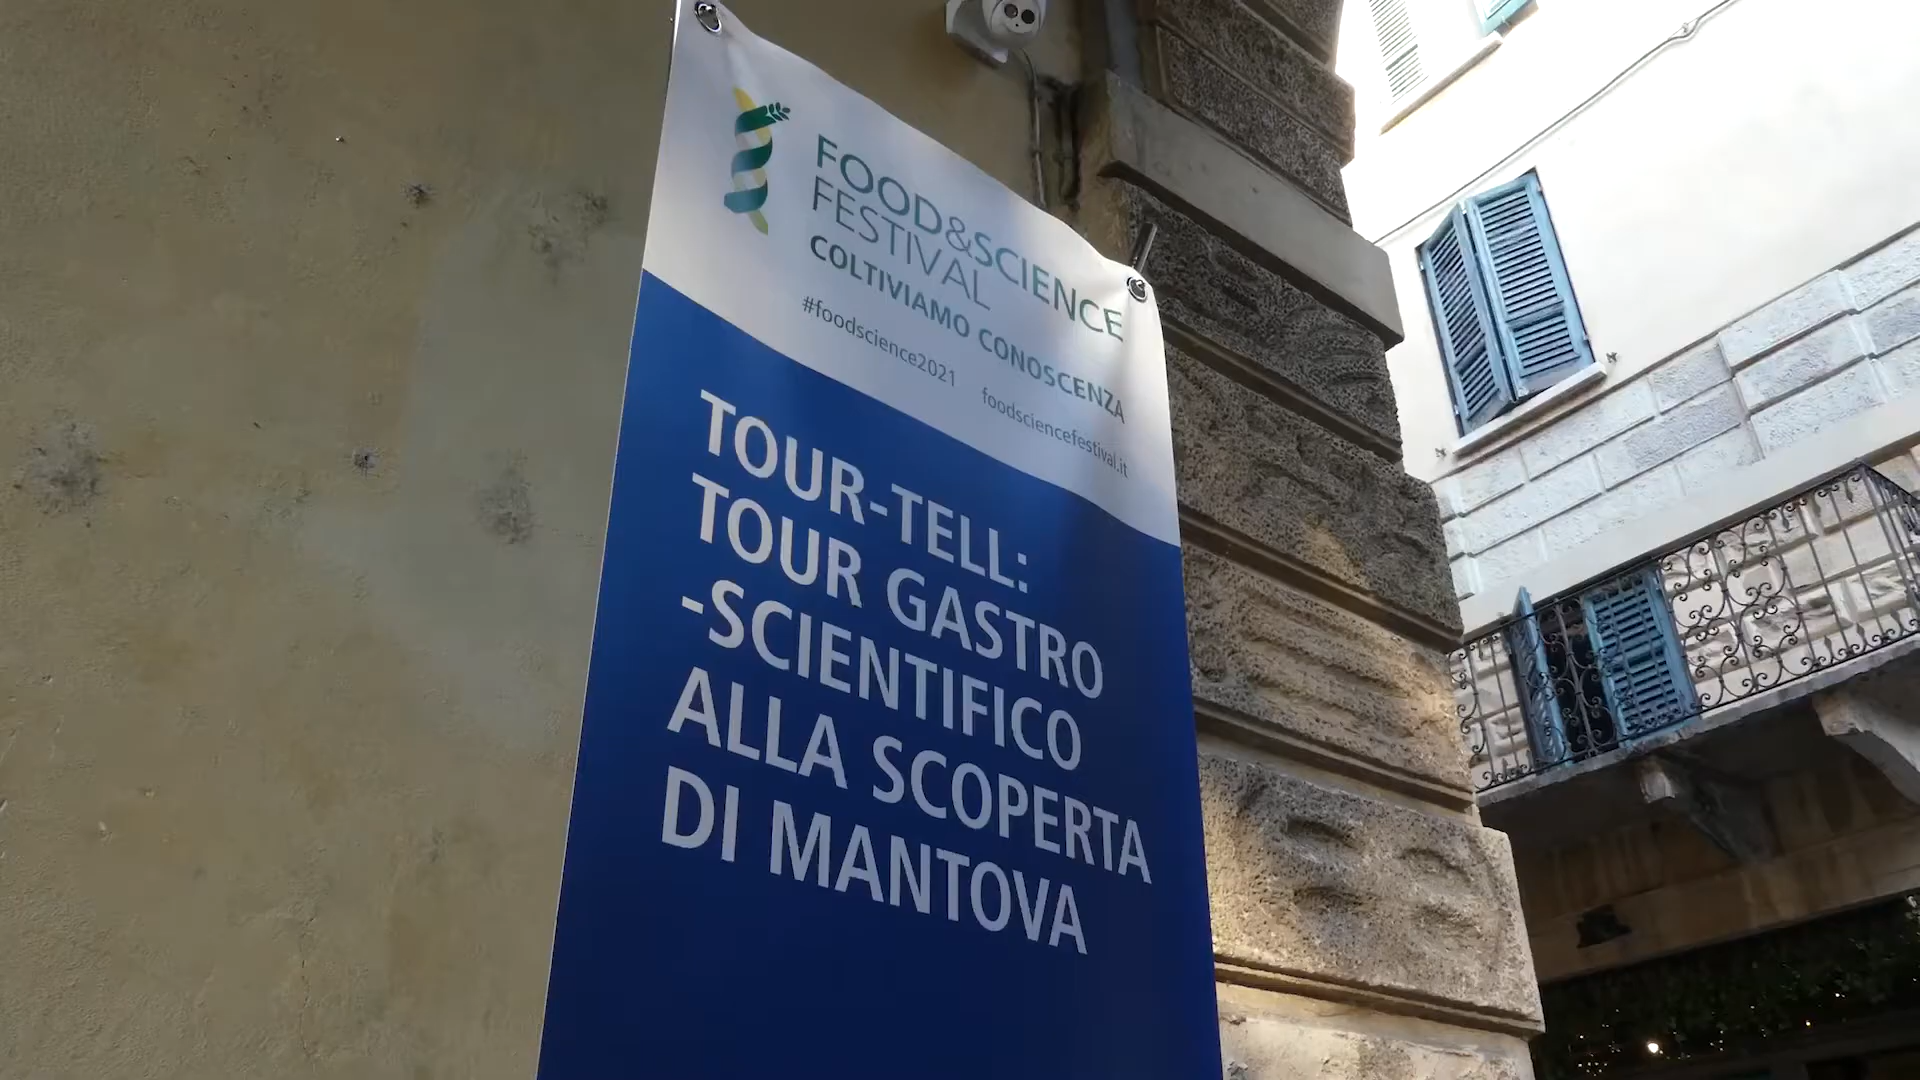 FOOD&SCIENCE
FESTIVAL
COLTIVIAMO CONOSCENZA
#foodscience2021 foodsciencefestival.it
TOUR-TELL:
TOUR GASTRO
-SCIENTIFICO
ALLA SCOPERTA
DI MANTOVA